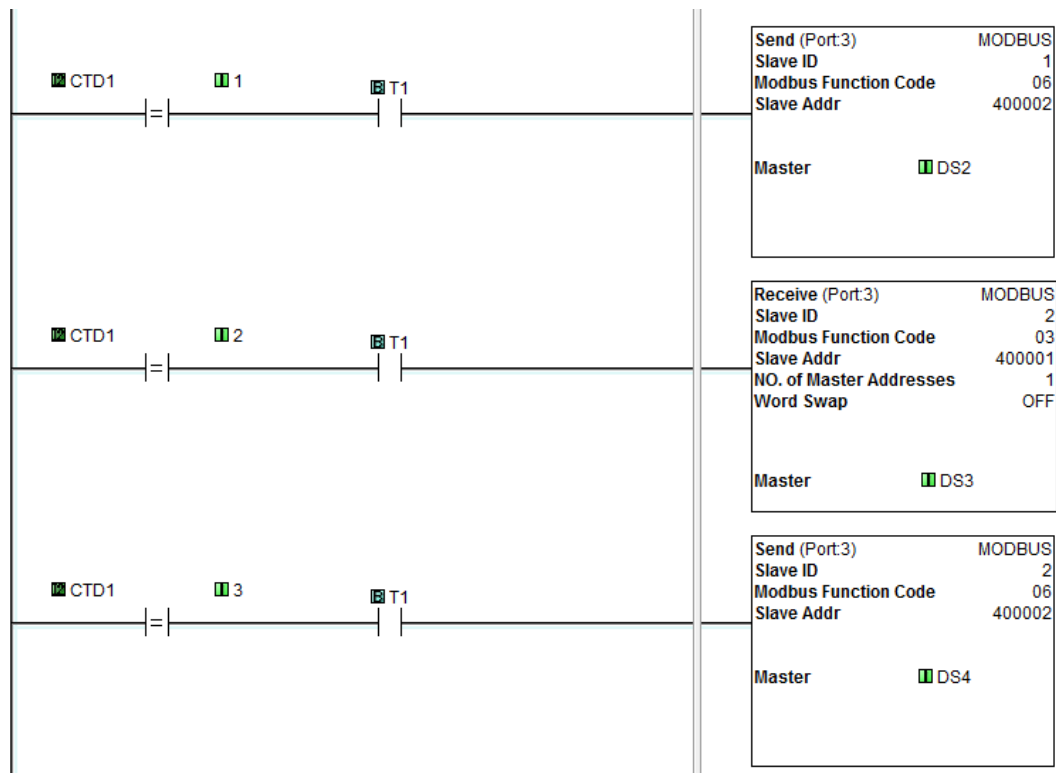 Send (Port:3) MODBUS
Slave ID 1
CTD1 1 T1
Modbus Function Code 06
Slave Addr 400002
=
Master DS2
Receive (Port:3) MODBUS
Slave ID 2
CTD1 2 T1
Modbus Function Code 03
Slave Addr 400001
=
NO. of Master Addresses 1
Word Swap OFF
Master DS3
Send (Port:3) MODBUS
Slave ID 2
CTD1 3 T1
Modbus Function Code 06
Slave Addr 400002
=
Master DS4